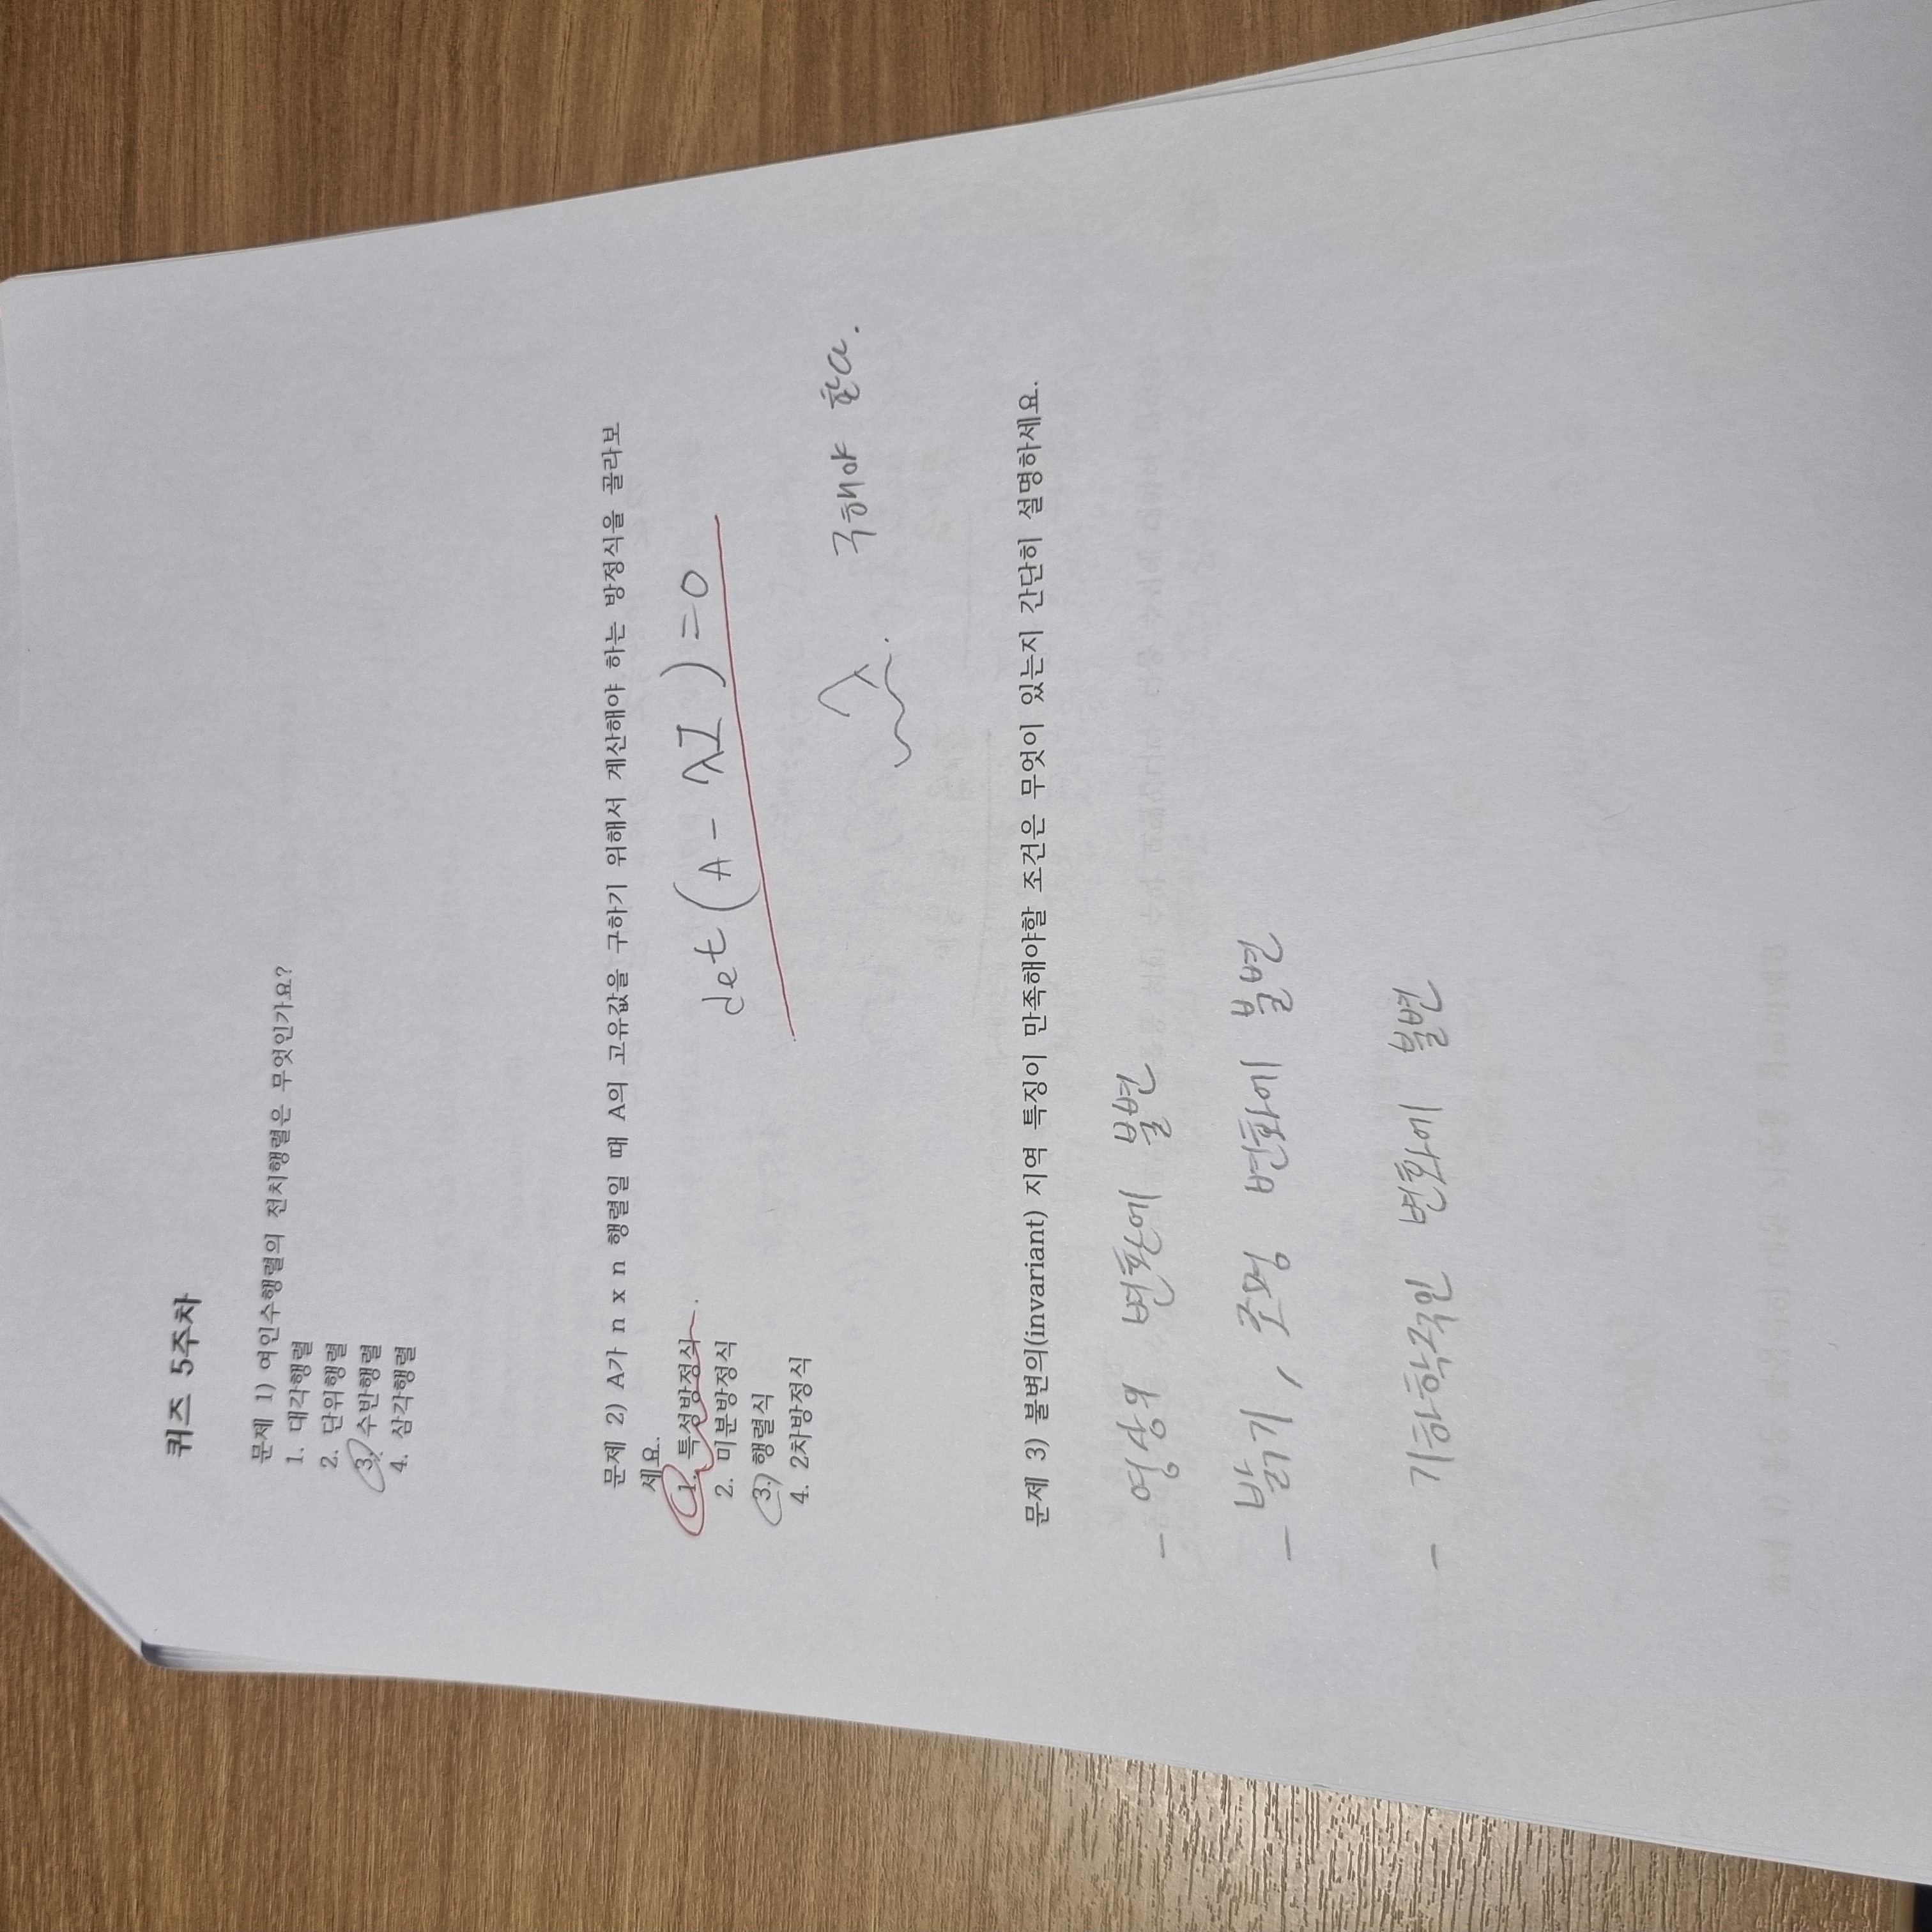 퀴즈 5주차
문제 1) 여인수행렬의 전치행렬은 무엇인가요?
1. 대각행렬
2. 단위행렬
3. 수반행렬
4. 삼각행렬
문제 2) A가 n x n 행렬일 때 A의 고유값을 구하기 위해서 계산해야 하는 방정식을 골라보
세요.
1. 특성방정식
2. 미분방정식
3. 행렬식
4. 2차방정식
det(A - λI) = 0
λ. 구해야 한다.
문제 3) 불변의(invariant) 지역 특징이 만족해야할 조건은 무엇이 있는지 간단히 설명하세요.
- 영상의 변환에 불변
- 밝기, 조명 변화에 불변
- 기하학적인 변화에 불변